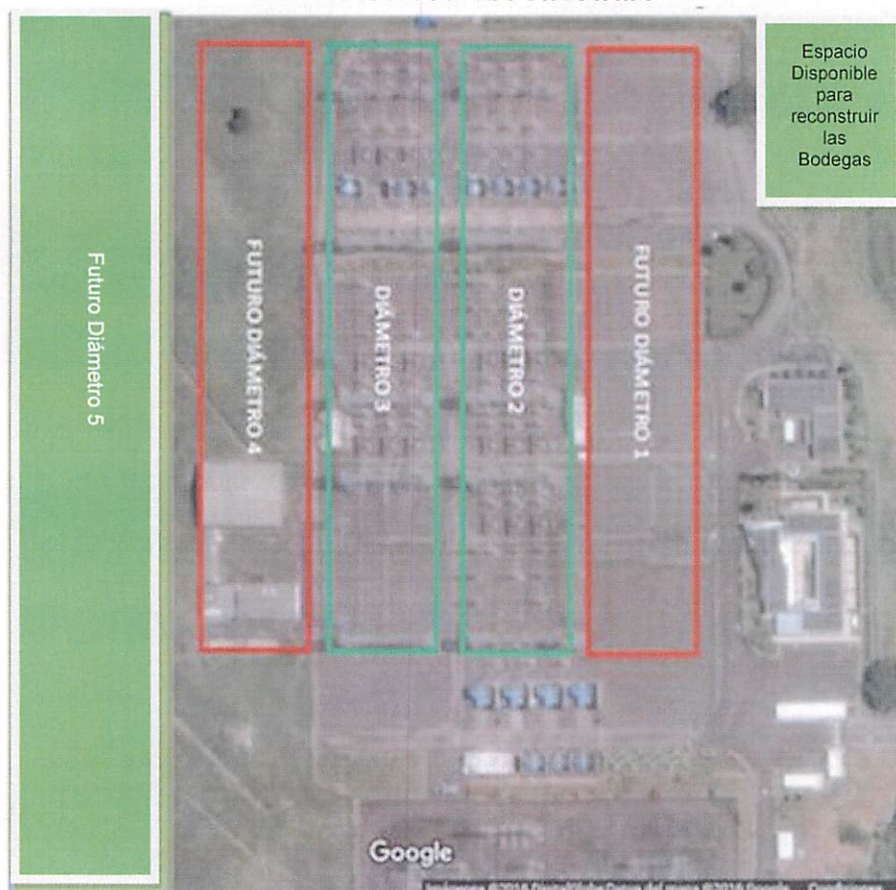 Espacio
Disponible
para
reconstruir
las
Bodegas
Futuro Diámetro 5
FUTURO DIÁMETRO 4
DIÁMETRO 3
DIÁMETRO 2
FUTURO DIÁMETRO 1
Google